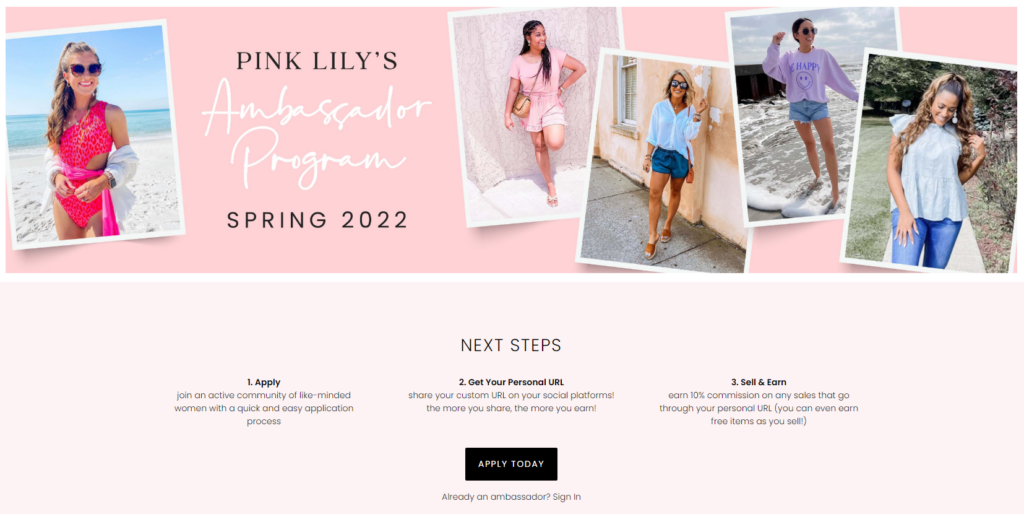 PINK LILY'S
Ambassador
Program
SPRING 2022
HAPPY
NEXT STEPS
1. Apply
join an active community of like-minded
women with a quick and easy application
process
2. Get Your Personal URL
share your custom URL on your social platforms!
the more you share, the more you earn!
3. Sell & Earn
earn 10% commission on any sales that go
through your personal URL (you can even earn
free items as you sell!)
APPLY TODAY
Already an ambassador? Sign In